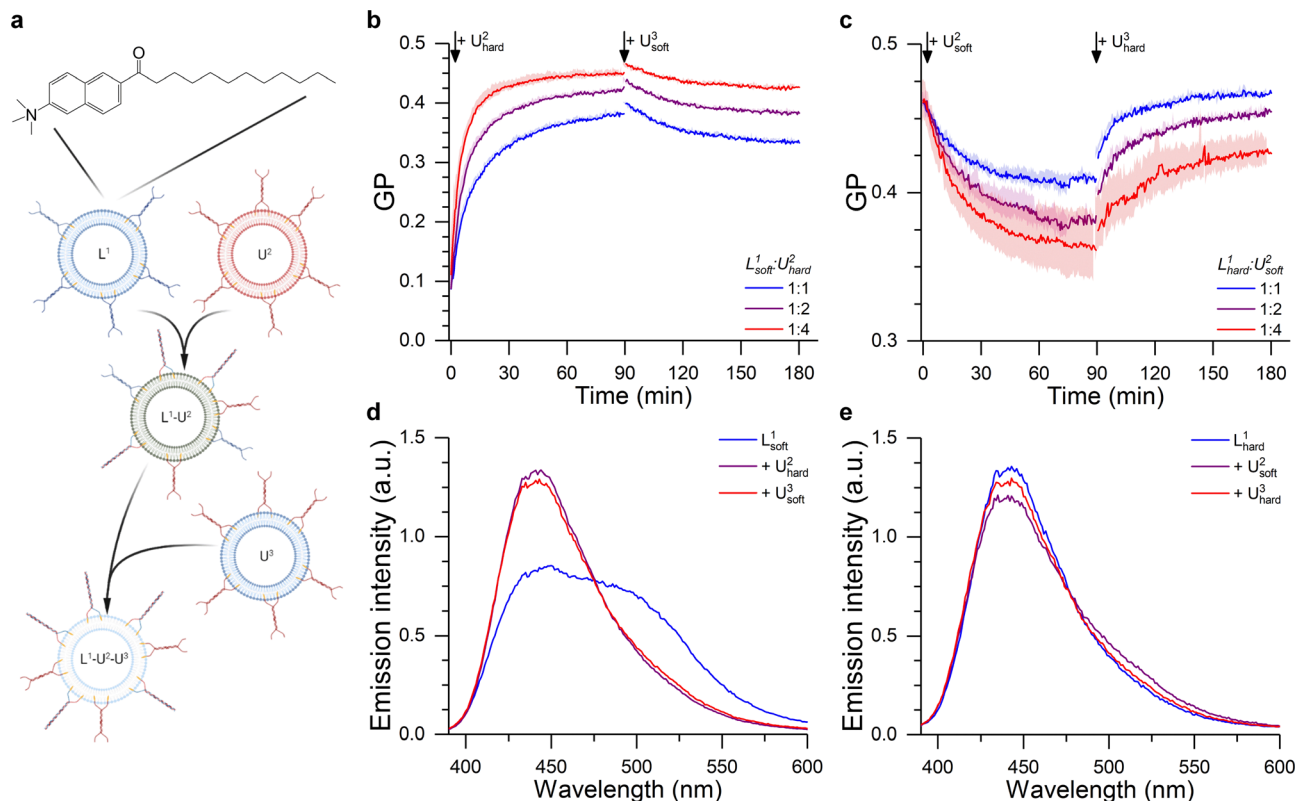 a
O
N
L¹
U²
L¹-U²
U³
L¹-U²-U³
b
+ U²hard
+ U³soft
0.5
0.4
0.3
0.2
0.1
0.0
GP
L¹soft:U²hard
1:1
1:2
1:4
0 30 60 90 120 150 180
Time (min)
c
+ U²soft
+ U³hard
0.5
0.4
0.3
GP
L¹hard:U²soft
1:1
1:2
1:4
0 30 60 90 120 150 180
Time (min)
d
1.5
1.0
0.5
0.0
Emission intensity (a.u.)
L¹soft
+ U²hard
+ U³soft
400 450 500 550 600
Wavelength (nm)
e
1.5
1.0
0.5
0.0
Emission intensity (a.u.)
L¹hard
+ U²soft
+ U³hard
400 450 500 550 600
Wavelength (nm)